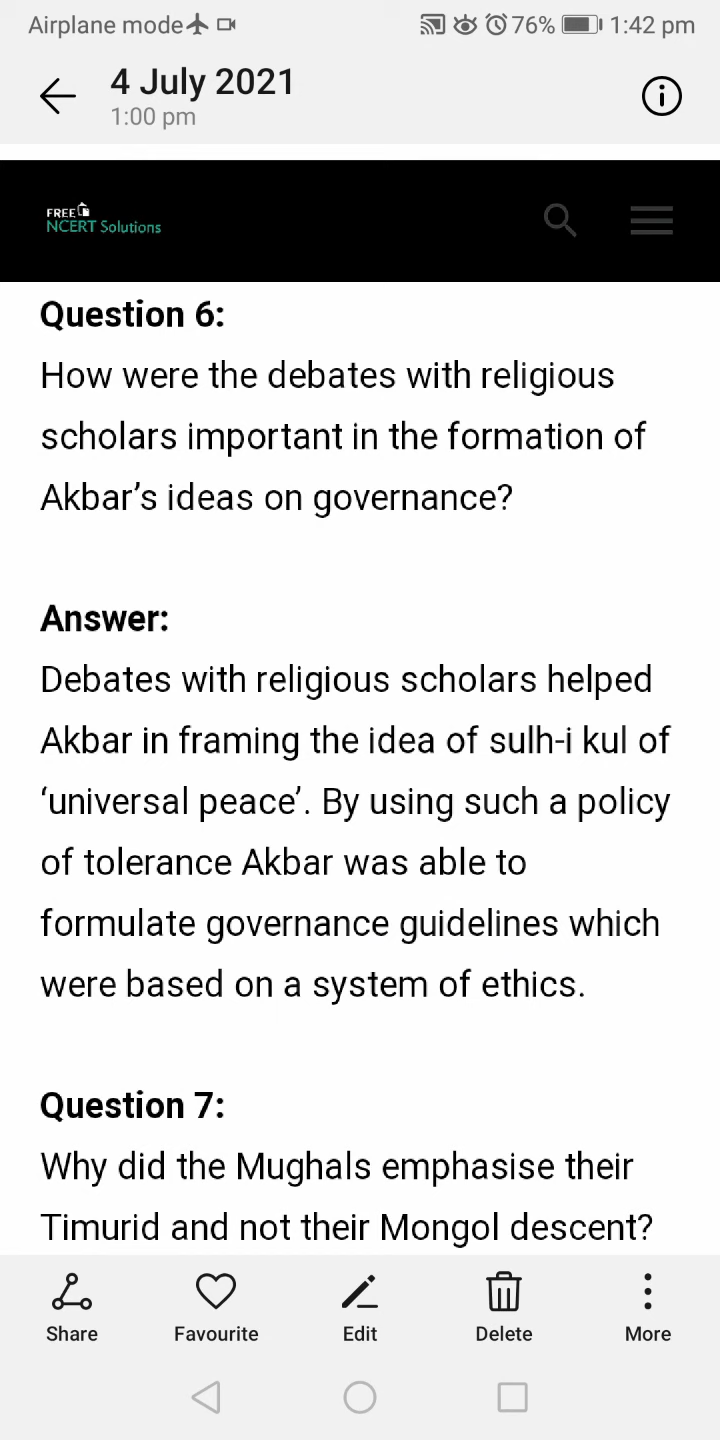 Airplane mode 76% 1:42 pm
4 July 2021
1:00 pm
FREE
NCERT Solutions
Question 6:
How were the debates with religious
scholars important in the formation of
Akbar’s ideas on governance?
Answer:
Debates with religious scholars helped
Akbar in framing the idea of sulh-i kul of
‘universal peace’. By using such a policy
of tolerance Akbar was able to
formulate governance guidelines which
were based on a system of ethics.
Question 7:
Why did the Mughals emphasise their
Timurid and not their Mongol descent?
Share Favourite Edit Delete More